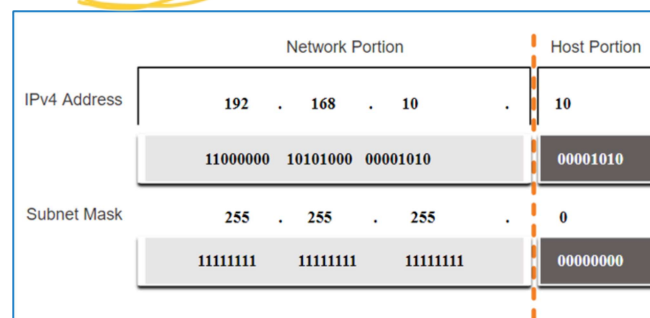 Network Portion Host Portion
IPv4 Address 192 . 168 . 10 . 10
11000000 10101000 00001010 00001010
Subnet Mask 255 . 255 . 255 . 0
11111111 11111111 11111111 00000000